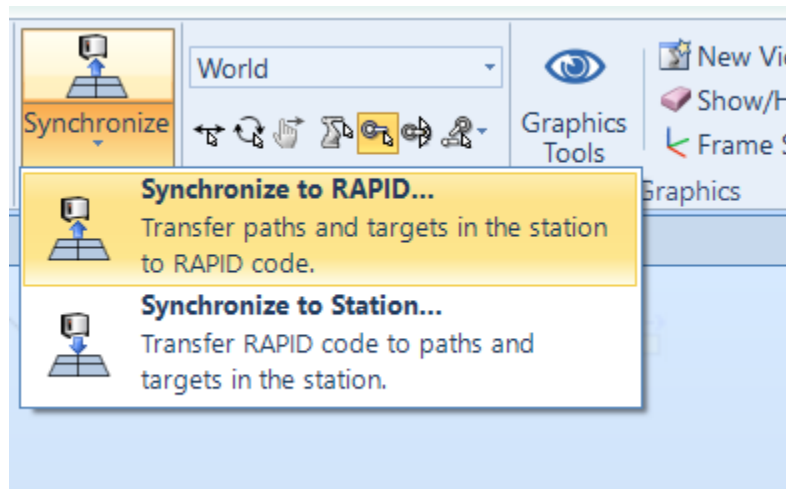 World
New Vi
Synchronize
Graphics
Tools
Show/H
Frame S
Graphics
Synchronize to RAPID...
Transfer paths and targets in the station
to RAPID code.
Synchronize to Station...
Transfer RAPID code to paths and
targets in the station.